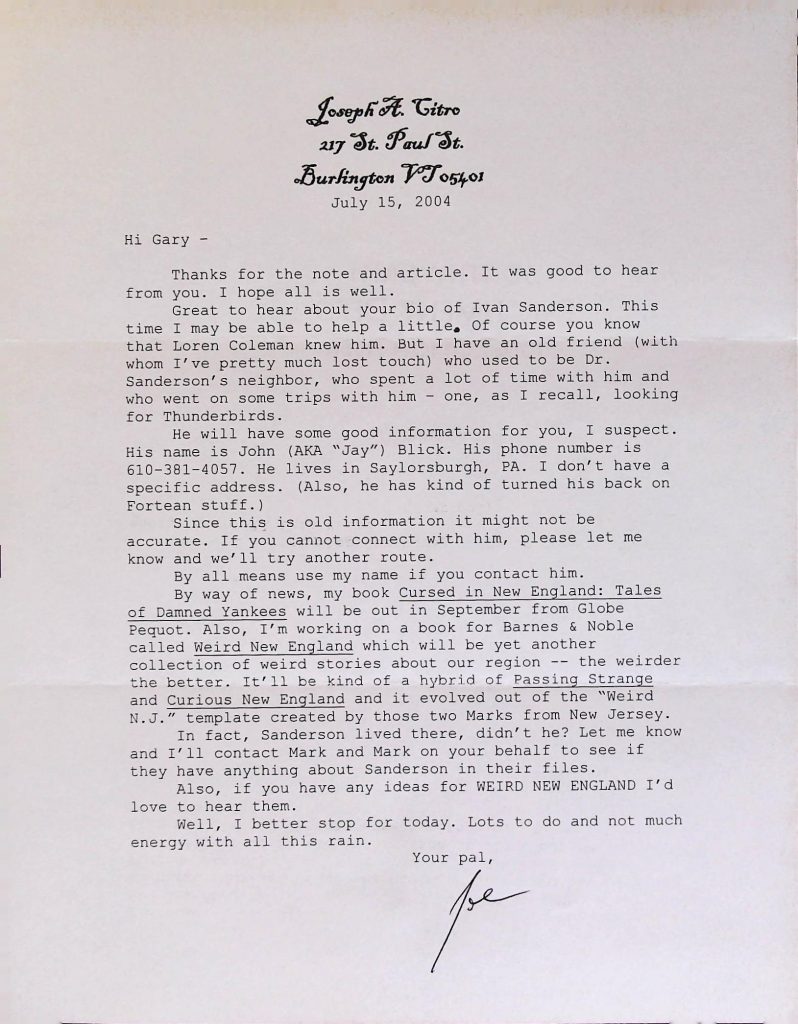 Joseph A. Citro
217 St. Paul St.
Burlington VT 05401
July 15, 2004
Hi Gary –
Thanks for the note and article. It was good to hear
from you. I hope all is well.
Great to hear about your bio of Ivan Sanderson. This
time I may be able to help a little. Of course you know
that Loren Coleman knew him. But I have an old friend (with
whom I've pretty much lost touch) who used to be Dr.
Sanderson's neighbor, who spent a lot of time with him and
who went on some trips with him – one, as I recall, looking
for Thunderbirds.
He will have some good information for you, I suspect.
His name is John (AKA "Jay") Blick. His phone number is
610-381-4057. He lives in Saylorsburgh, PA. I don't have a
specific address. (Also, he has kind of turned his back on
Fortean stuff.)
Since this is old information it might not be
accurate. If you cannot connect with him, please let me
know and we'll try another route.
By all means use my name if you contact him.
By way of news, my book Cursed in New England: Tales
of Damned Yankees will be out in September from Globe
Pequot. Also, I'm working on a book for Barnes & Noble
called Weird New England which will be yet another
collection of weird stories about our region -- the weirder
the better. It'll be kind of a hybrid of Passing Strange
and Curious New England and it evolved out of the "Weird
N.J." template created by those two Marks from New Jersey.
In fact, Sanderson lived there, didn't he? Let me know
and I'll contact Mark and Mark on your behalf to see if
they have anything about Sanderson in their files.
Also, if you have any ideas for WEIRD NEW ENGLAND I'd
love to hear them.
Well, I better stop for today. Lots to do and not much
energy with all this rain.
Your pal,
Joe